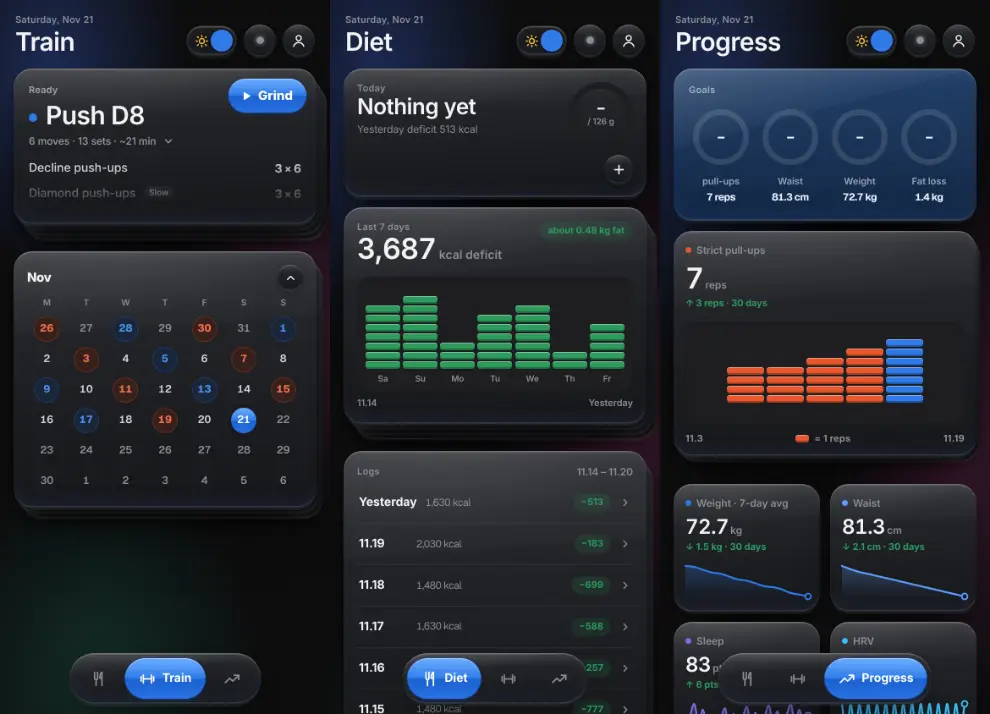 Saturday, Nov 21
Train
Ready
Push D8
Grind
6 moves · 13 sets · ~21 min
Decline push-ups 3 × 6
Diamond push-ups Slow 3 × 6
Nov
M T W T F S S
26 27 28 29 30 31 1
2 3 4 5 6 7 8
9 10 11 12 13 14 15
16 17 18 19 20 21 22
23 24 25 26 27 28 29
30 1 2 3 4 5 6
Train
Saturday, Nov 21
Diet
Today
Nothing yet
Yesterday deficit 513 kcal
-
/ 126 g
+
Last 7 days
about 0.48 kg fat
3,687 kcal deficit
Sa Su Mo Tu We Th Fr
11.14 Yesterday
Logs 11.14 – 11.20
Yesterday 1,630 kcal −513
11.19 2,030 kcal −183
11.18 1,480 kcal −699
11.17 1,630 kcal −588
11.16 257
11.15 1,480 kcal −777
Diet
Saturday, Nov 21
Progress
Goals
- - - -
pull-ups Waist Weight Fat loss
7 reps 81.3 cm 72.7 kg 1.4 kg
Strict pull-ups
7 reps
↑ 3 reps · 30 days
11.3 = 1 reps 11.19
Weight · 7-day avg
72.7 kg
↓ 1.5 kg · 30 days
Waist
81.3 cm
↓ 2.1 cm · 30 days
Sleep
83
↑ 6 pts
HRV
Progress